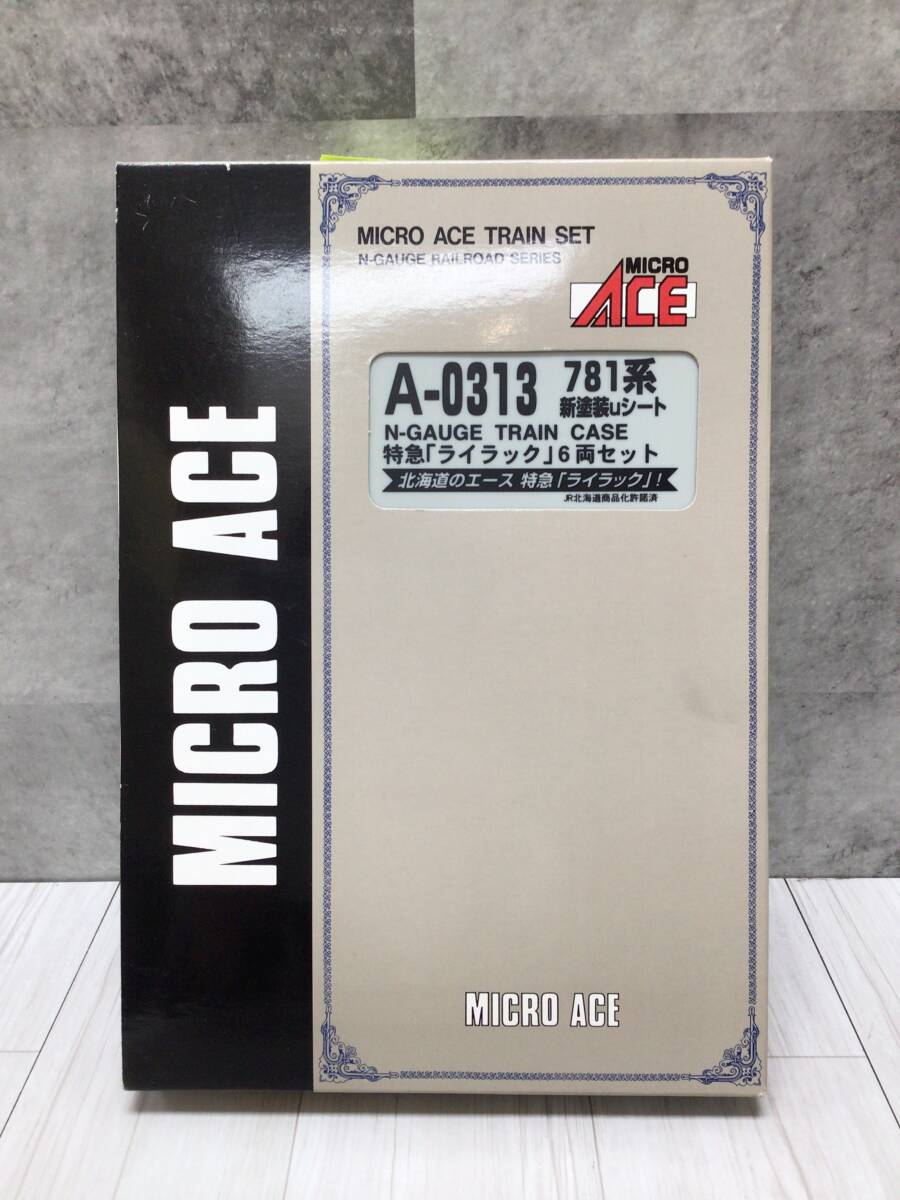 MICRO ACE
MICRO ACE TRAIN SET
N-GAUGE RAILROAD SERIES
MICRO
ACE
A-0313 781系
新塗装uシート
N-GAUGE TRAIN CASE
特急「ライラック」6両セット
北海道のエース 特急「ライラック」!
JR北海道商品化許諾済
MICRO ACE